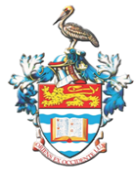 ORIENS EX OCCIDENTE LUX